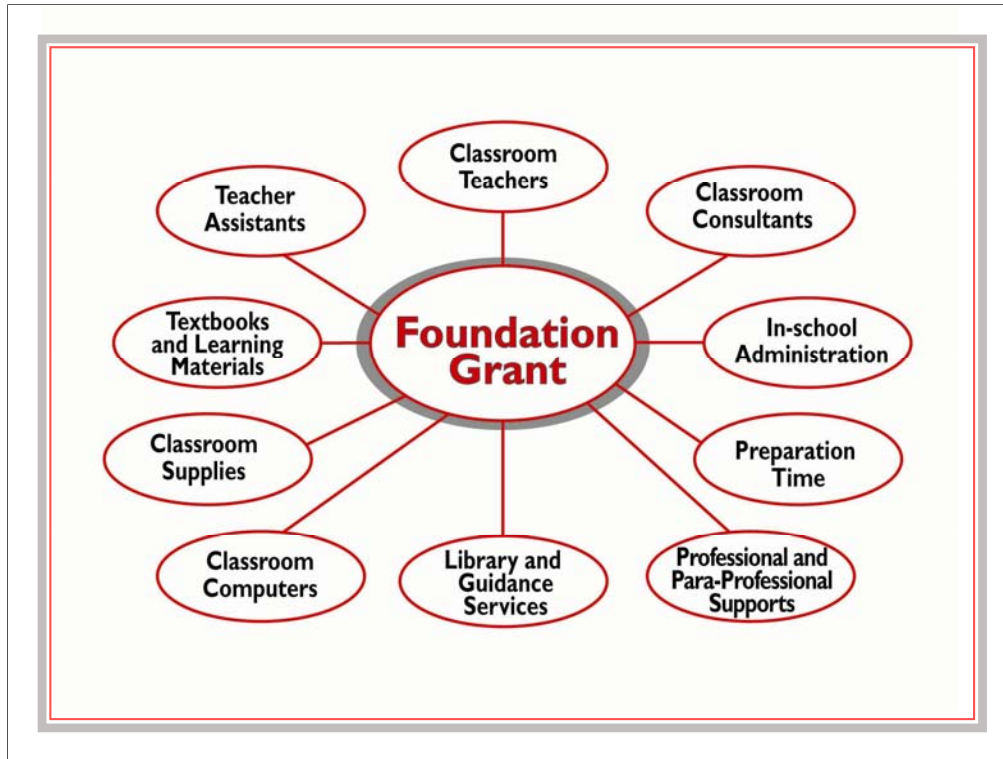 Classroom
Teachers
Teacher
Assistants
Classroom
Consultants
Textbooks
and Learning
Materials
Foundation
Grant
In-school
Administration
Classroom
Supplies
Preparation
Time
Classroom
Computers
Library and
Guidance
Services
Professional and
Para-Professional
Supports